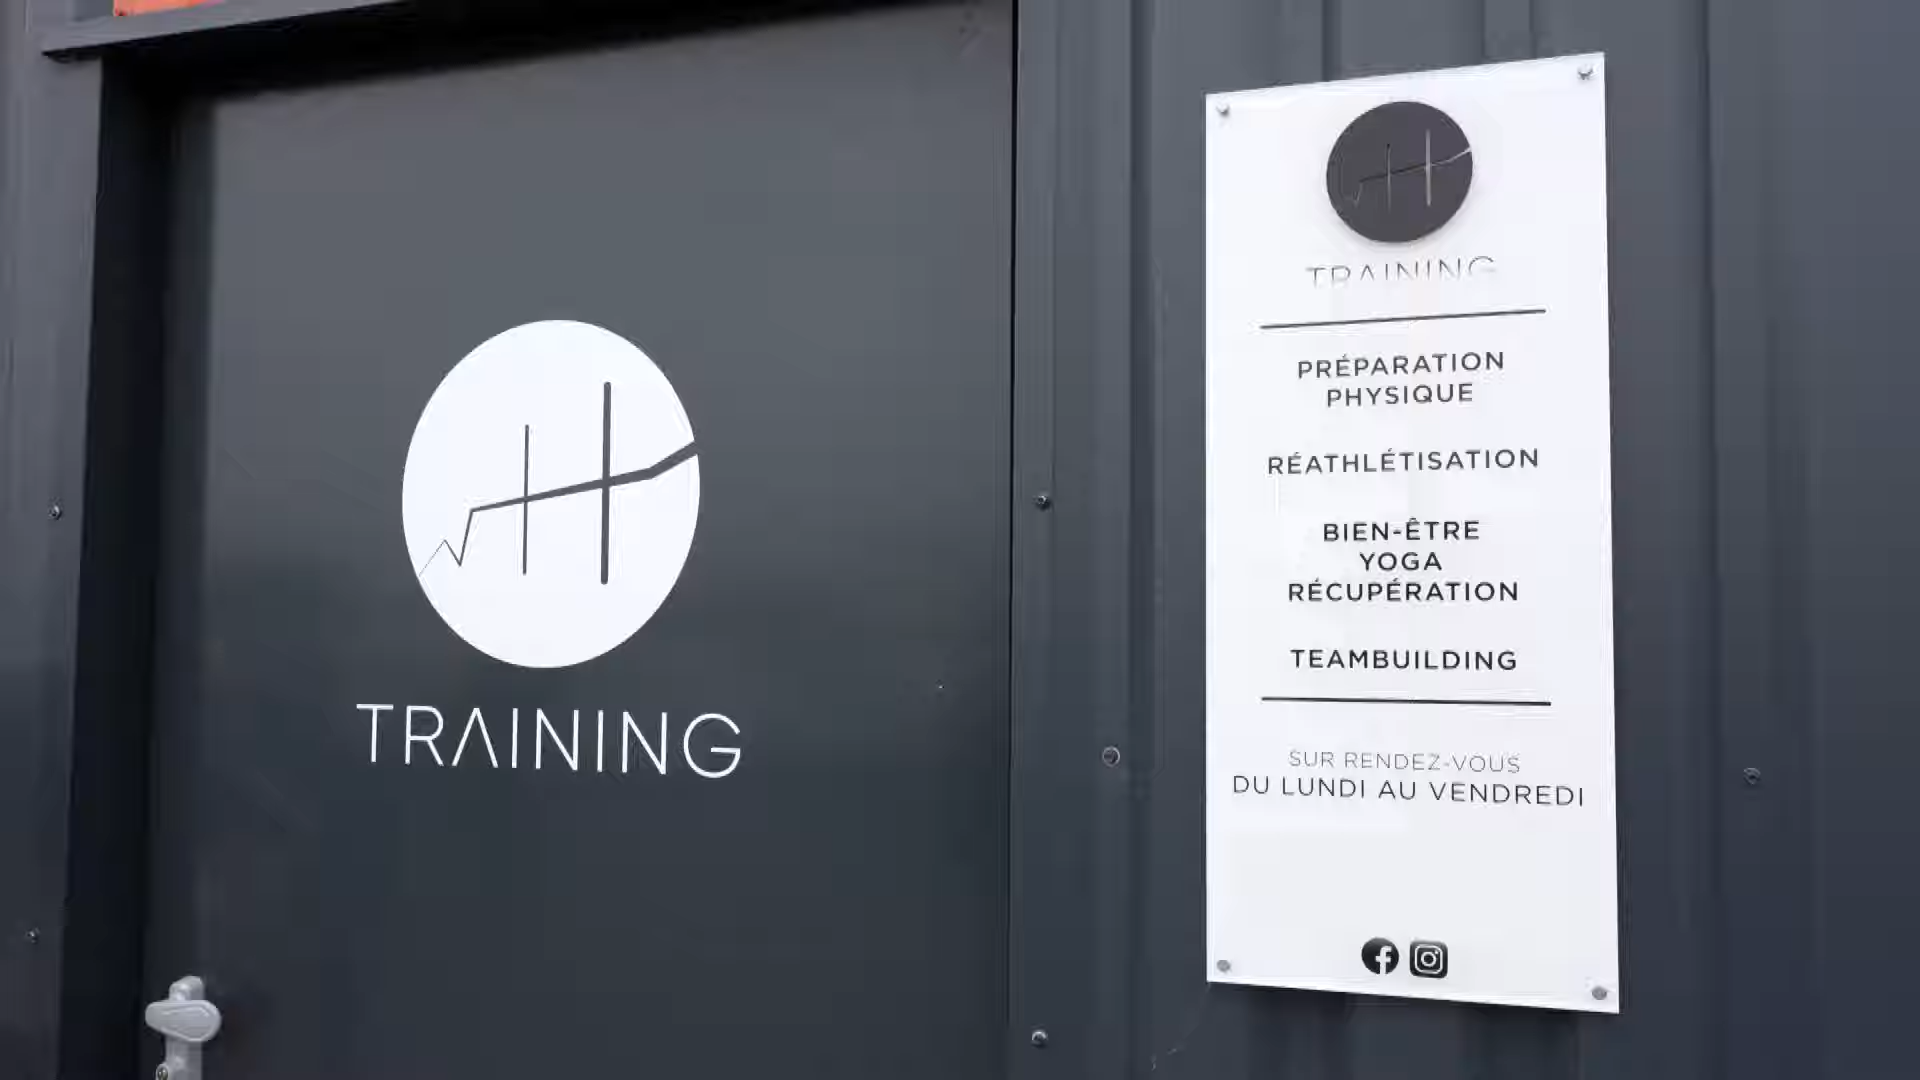 H
TRAINING
H
TRAINING
PRÉPARATION
PHYSIQUE
RÉATHLÉTISATION
BIEN-ÊTRE
YOGA
RÉCUPÉRATION
TEAMBUILDING
SUR RENDEZ-VOUS
DU LUNDI AU VENDREDI